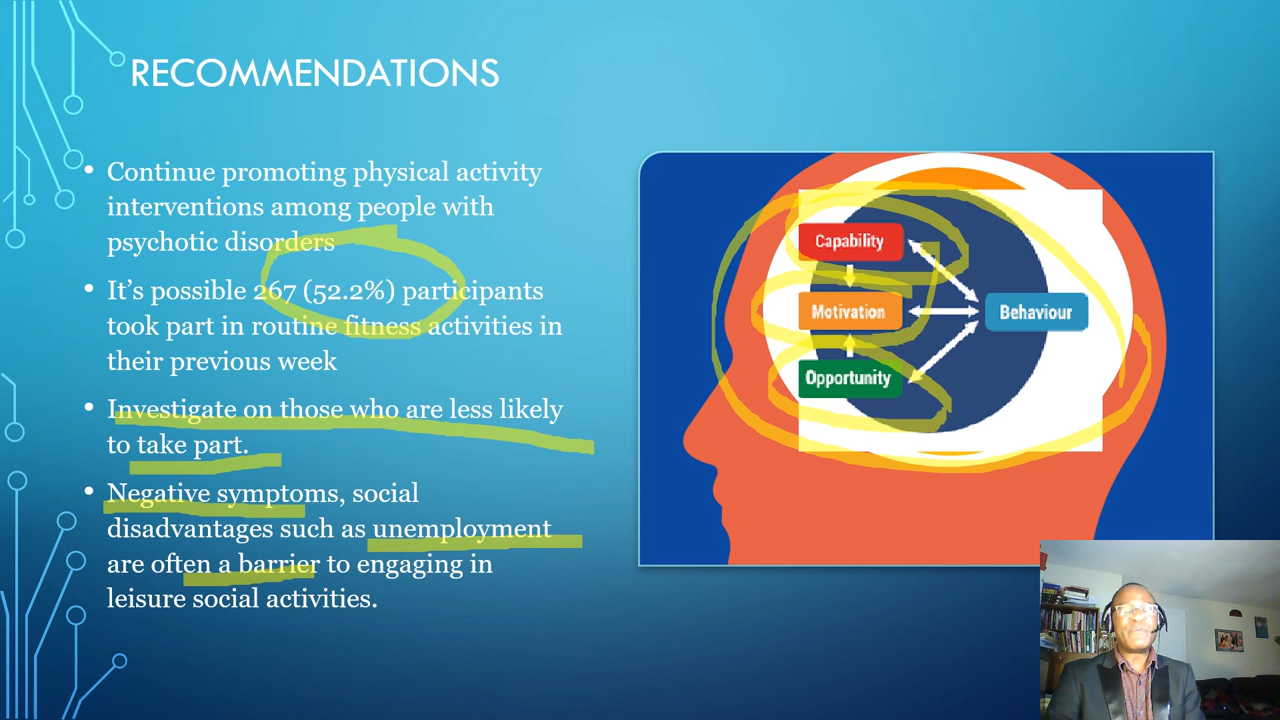 RECOMMENDATIONS
• Continue promoting physical activity
interventions among people with
psychotic disorders
• It's possible 267 (52.2%) participants
took part in routine fitness activities in
their previous week
• Investigate on those who are less likely
to take part.
• Negative symptoms, social
disadvantages such as unemployment
are often a barrier to engaging in
leisure social activities.
Capability
Motivation
Behaviour
Opportunity